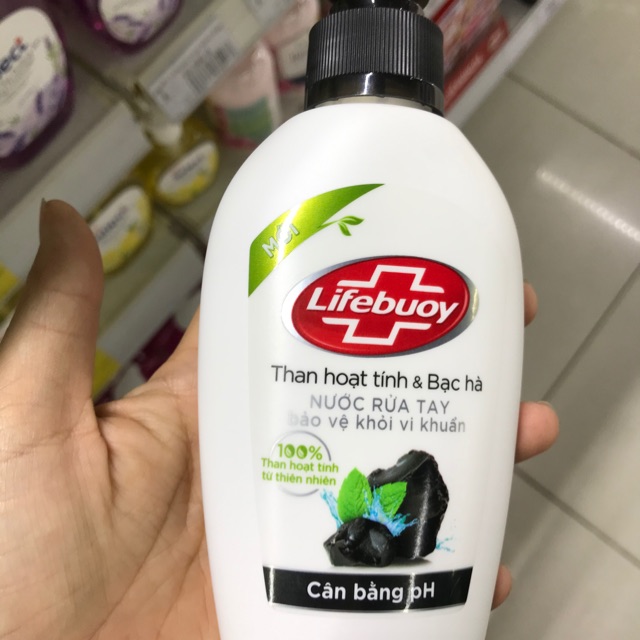 MỚI
Lifebuoy
Than hoạt tính & Bạc hà
NƯỚC RỬA TAY
bảo vệ khỏi vi khuẩn
100%
Than hoạt tính
từ thiên nhiên
Cân bằng pH